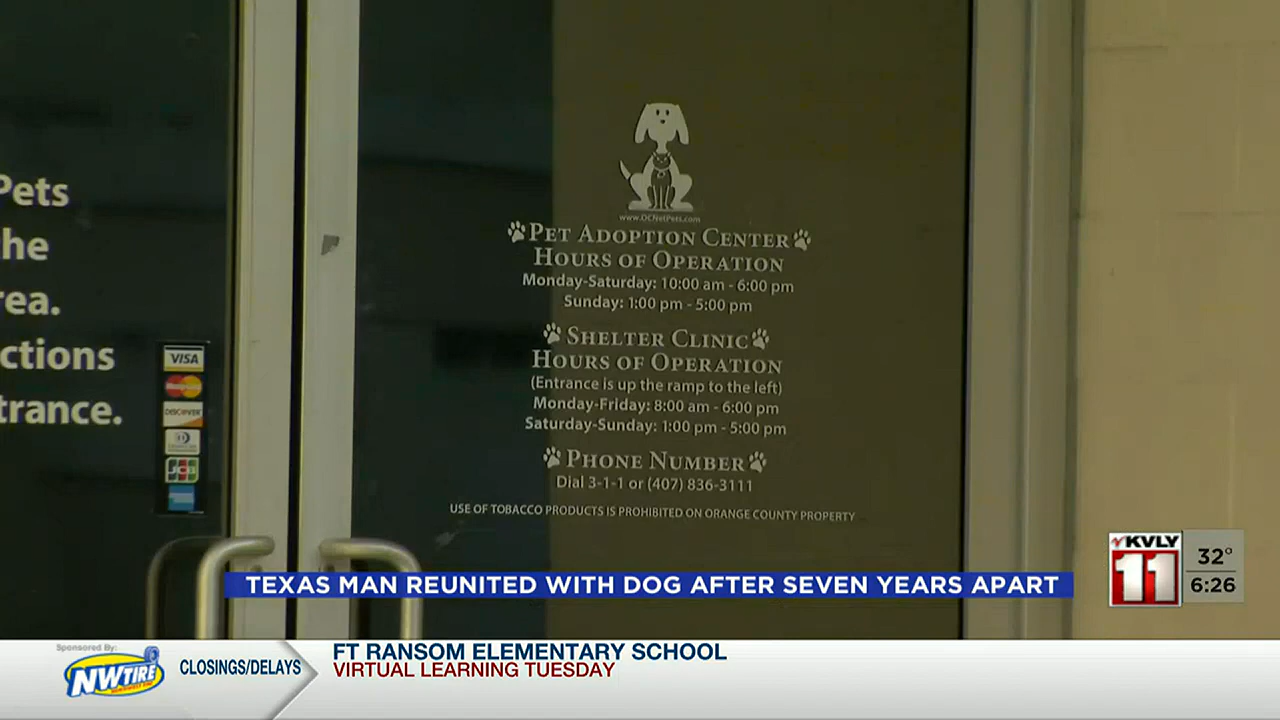 Pets
he
rea.
ctions
trance.
VISA
DISCOVER
JCB
www.OCNetPets.com
PET ADOPTION CENTER
HOURS OF OPERATION
Monday-Saturday: 10:00 am - 6:00 pm
Sunday: 1:00 pm - 5:00 pm
SHELTER CLINIC
HOURS OF OPERATION
(Entrance is up the ramp to the left)
Monday-Friday: 8:00 am - 6:00 pm
Saturday-Sunday: 1:00 pm - 5:00 pm
PHONE NUMBER
Dial 3-1-1 or (407) 836-3111
USE OF TOBACCO PRODUCTS IS PROHIBITED ON ORANGE COUNTY PROPERTY
TEXAS MAN REUNITED WITH DOG AFTER SEVEN YEARS APART
KVLY
11
32°
6:26
Sponsored By:
NWTIRE
CLOSINGS/DELAYS
FT RANSOM ELEMENTARY SCHOOL
VIRTUAL LEARNING TUESDAY